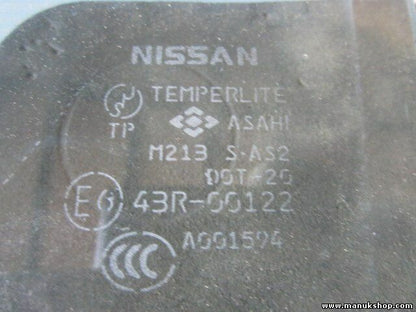 NISSAN
TEMPERLITE
TP ASAHI
M213 S·AS2
DOT-20
E6 43R-00122
CCC A001594
www.manukshop.com